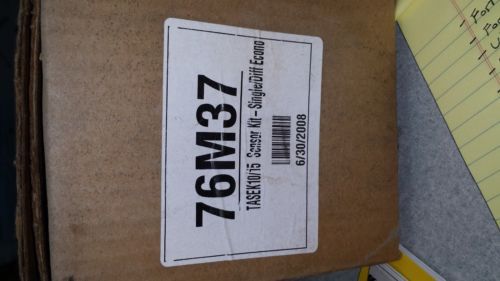 76M37
TASEK10/15 Sensor Kit – Single/Diff Econo
6/30/2008